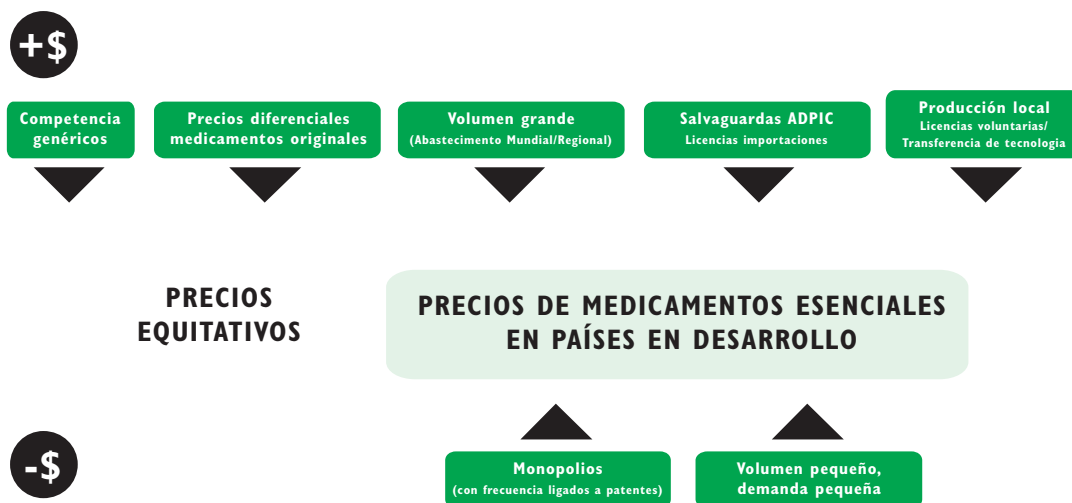 +$
Competencia
genéricos
Precios diferenciales
medicamentos originales
Volumen grande
(Abastecimento Mundial/Regional)
Salvaguardas ADPIC
Licencias importaciones
Producción local
Licencias voluntarias/
Transferencia de tecnologia
PRECIOS
EQUITATIVOS
PRECIOS DE MEDICAMENTOS ESENCIALES
EN PAÍSES EN DESARROLLO
-$
Monopolios
(con frecuencia ligados a patentes)
Volumen pequeño,
demanda pequeña